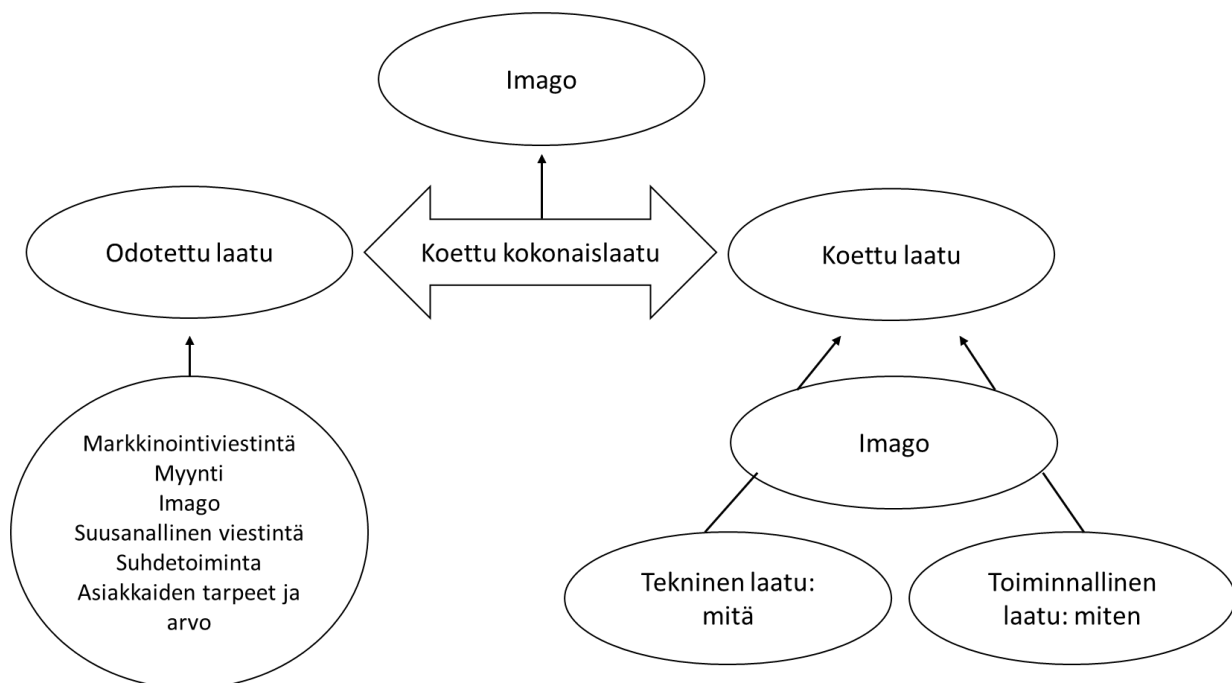 Imago
Odotettu laatu
Koettu kokonaislaatu
Koettu laatu
Markkinointiviestintä
Myynti
Imago
Suusanallinen viestintä
Suhdetoiminta
Asiakkaiden tarpeet ja
arvo
Imago
Tekninen laatu:
mitä
Toiminnallinen
laatu: miten